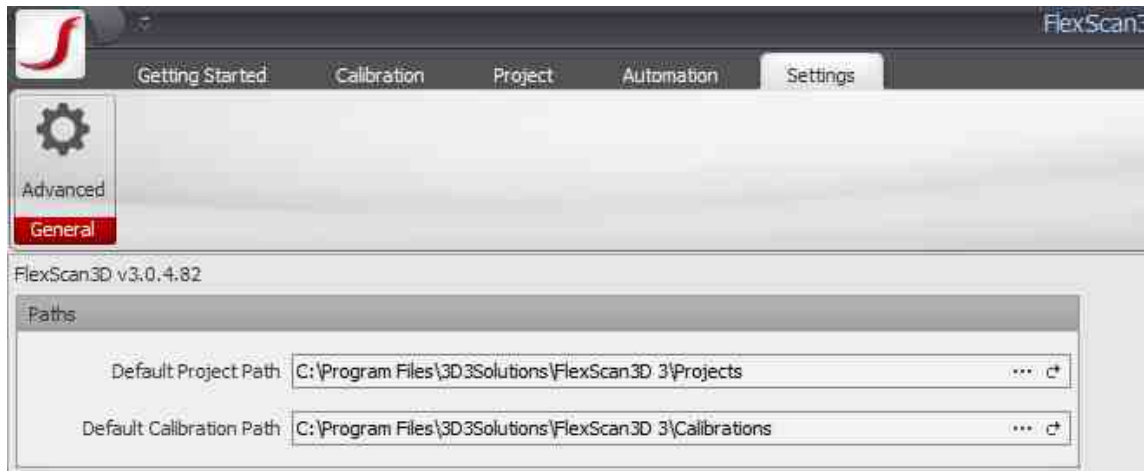 FlexScan3
Getting Started Calibration Project Automation Settings
Advanced
General
FlexScan3D v3.0.4.82
Paths
Default Project Path C:\Program Files\3D3Solutions\FlexScan3D 3\Projects ...
Default Calibration Path C:\Program Files\3D3Solutions\FlexScan3D 3\Calibrations ...